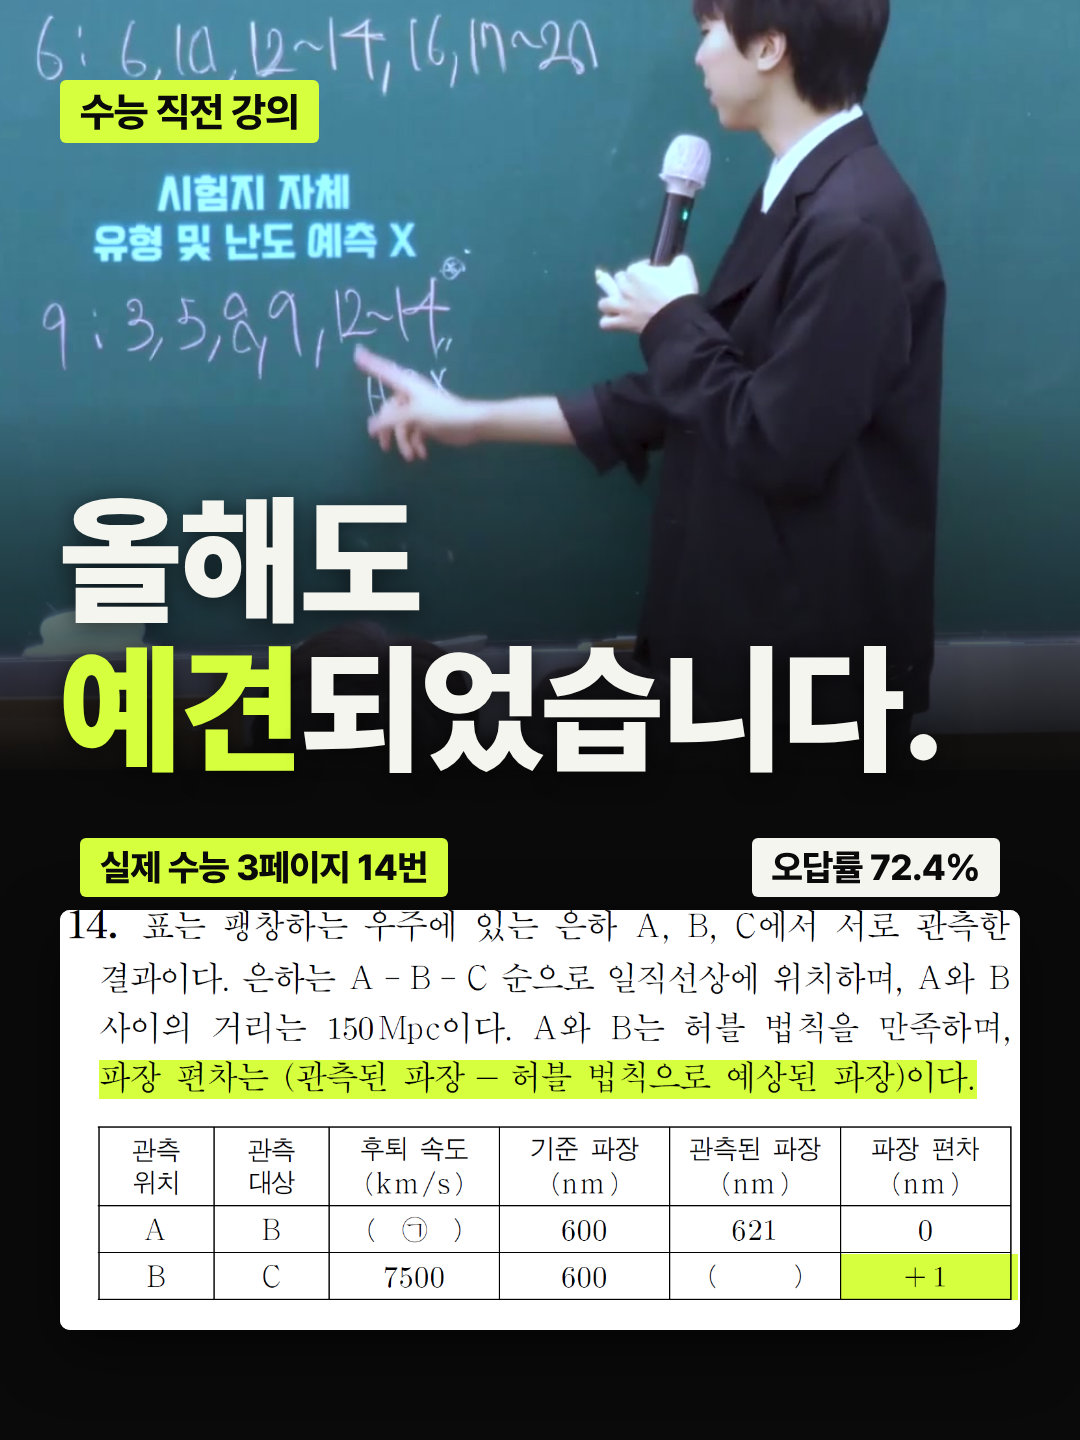 6 : 6, 10, 12~14, 16, 17~20
수능 직전 강의
시험지 자체
유형 및 난도 예측 X
9 : 3, 5, 8, 9, 12~14
올해도
예견되었습니다.
실제 수능 3페이지 14번
오답률 72.4%
14. 표는 팽창하는 우주에 있는 은하 A, B, C에서 서로 관측한
결과이다. 은하는 A - B - C 순으로 일직선상에 위치하며, A와 B
사이의 거리는 150Mpc이다. A와 B는 허블 법칙을 만족하며,
파장 편차는 (관측된 파장 - 허블 법칙으로 예상된 파장)이다.
관측 위치 관측 대상 후퇴 속도 (km/s) 기준 파장 (nm) 관측된 파장 (nm) 파장 편차 (nm)
A B ( ㉠ ) 600 621 0
B C 7500 600 ( ) +1